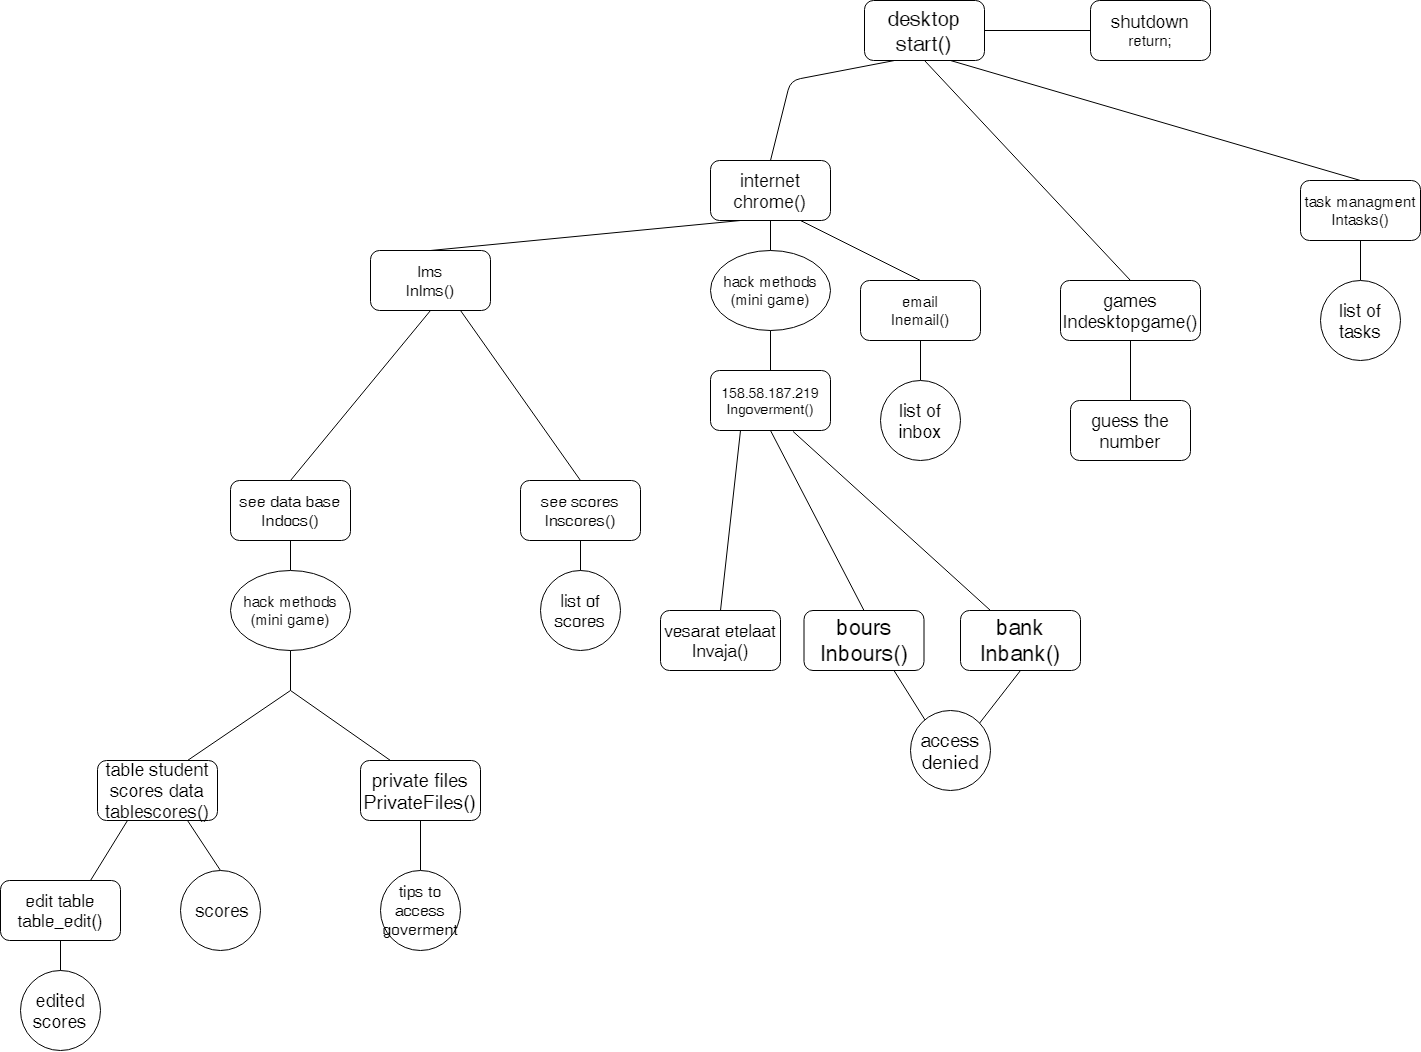 desktop
start()
shutdown
return;
internet
chrome()
task managment
Intasks()
lms
Inlms()
hack methods
(mini game)
email
Inemail()
games
Indesktopgame()
list of
tasks
158.58.187.219
Ingoverment()
list of
inbox
guess the
number
see data base
Indocs()
see scores
Inscores()
hack methods
(mini game)
list of
scores
vesarat etelaat
Invaja()
bours
Inbours()
bank
Inbank()
access
denied
table student
scores data
tablescores()
private files
PrivateFiles()
edit table
table_edit()
scores
tips to
access
goverment
edited
scores